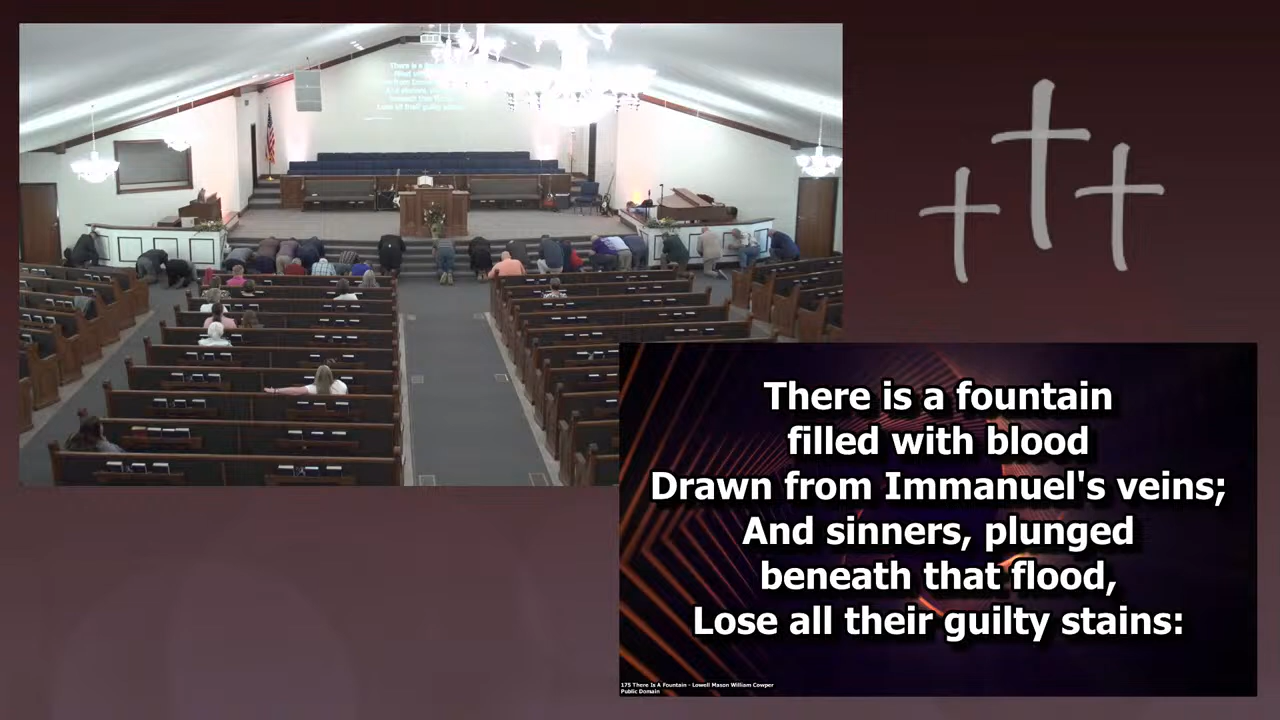 There is a fountain
filled with blood
Drawn from Immanuel's veins;
And sinners, plunged
beneath that flood,
Lose all their guilty stains:
175 There Is A Fountain - Lowell Mason William Cowper
Public Domain